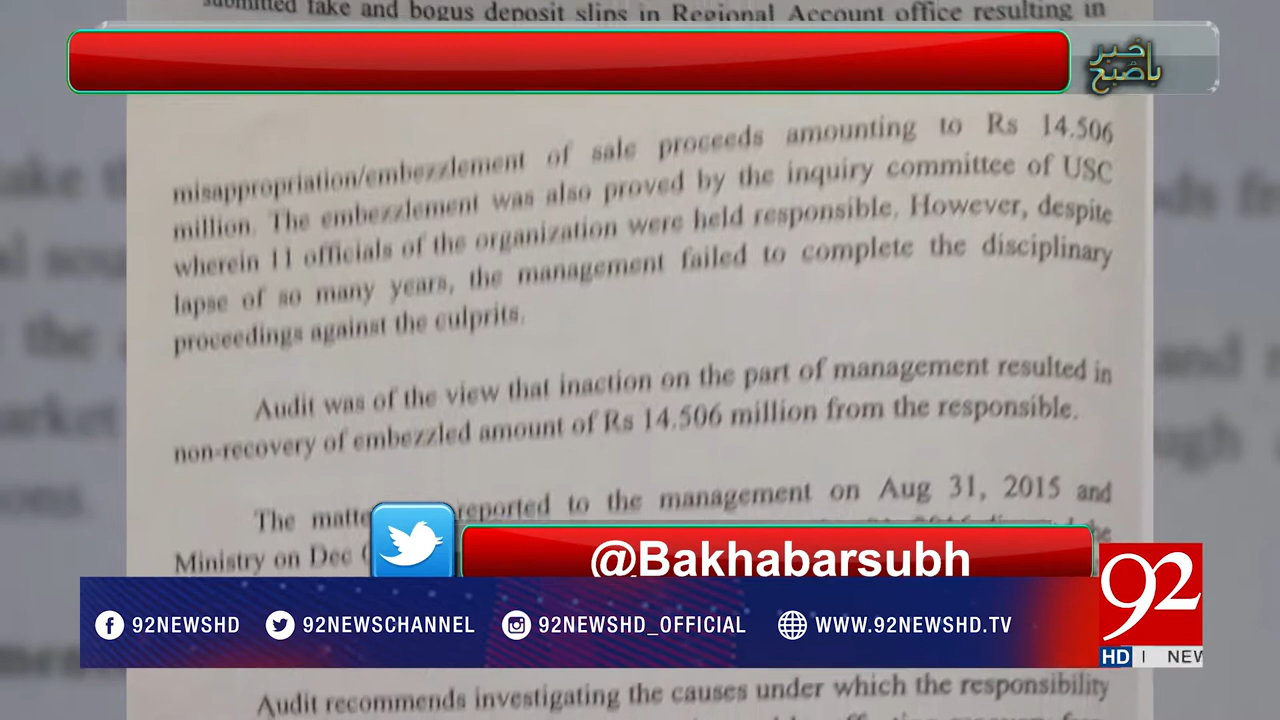 submitted fake and bogus deposit slips in Regional Account office resulting in
باخبر صبح
misappropriation/embezzlement of sale proceeds amounting to Rs 14.506
million. The embezzlement was also proved by the inquiry committee of USC
wherein 11 officials of the organization were held responsible. However, despite
lapse of so many years, the management failed to complete the disciplinary
proceedings against the culprits.
Audit was of the view that inaction on the part of management resulted in
non-recovery of embezzled amount of Rs 14.506 million from the responsible.
The matte reported to the management on Aug 31, 2015 and
Ministry on Dec
@Bakhabarsubh
92NEWSHD 92NEWSCHANNEL 92NEWSHD_OFFICIAL WWW.92NEWSHD.TV
92
HD NEW
Audit recommends investigating the causes under which the responsibility